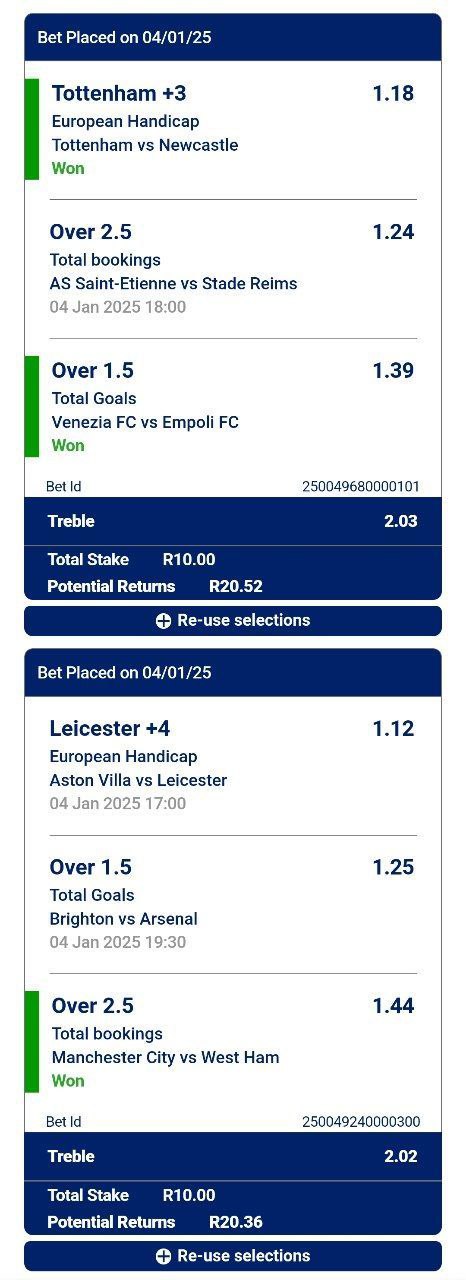 Bet Placed on 04/01/25
Tottenham +3 1.18
European Handicap
Tottenham vs Newcastle
Won
Over 2.5 1.24
Total bookings
AS Saint-Etienne vs Stade Reims
04 Jan 2025 18:00
Over 1.5 1.39
Total Goals
Venezia FC vs Empoli FC
Won
Bet Id 250049680000101
Treble 2.03
Total Stake R10.00
Potential Returns R20.52
Re-use selections
Bet Placed on 04/01/25
Leicester +4 1.12
European Handicap
Aston Villa vs Leicester
04 Jan 2025 17:00
Over 1.5 1.25
Total Goals
Brighton vs Arsenal
04 Jan 2025 19:30
Over 2.5 1.44
Total bookings
Manchester City vs West Ham
Won
Bet Id 250049240000300
Treble 2.02
Total Stake R10.00
Potential Returns R20.36
Re-use selections